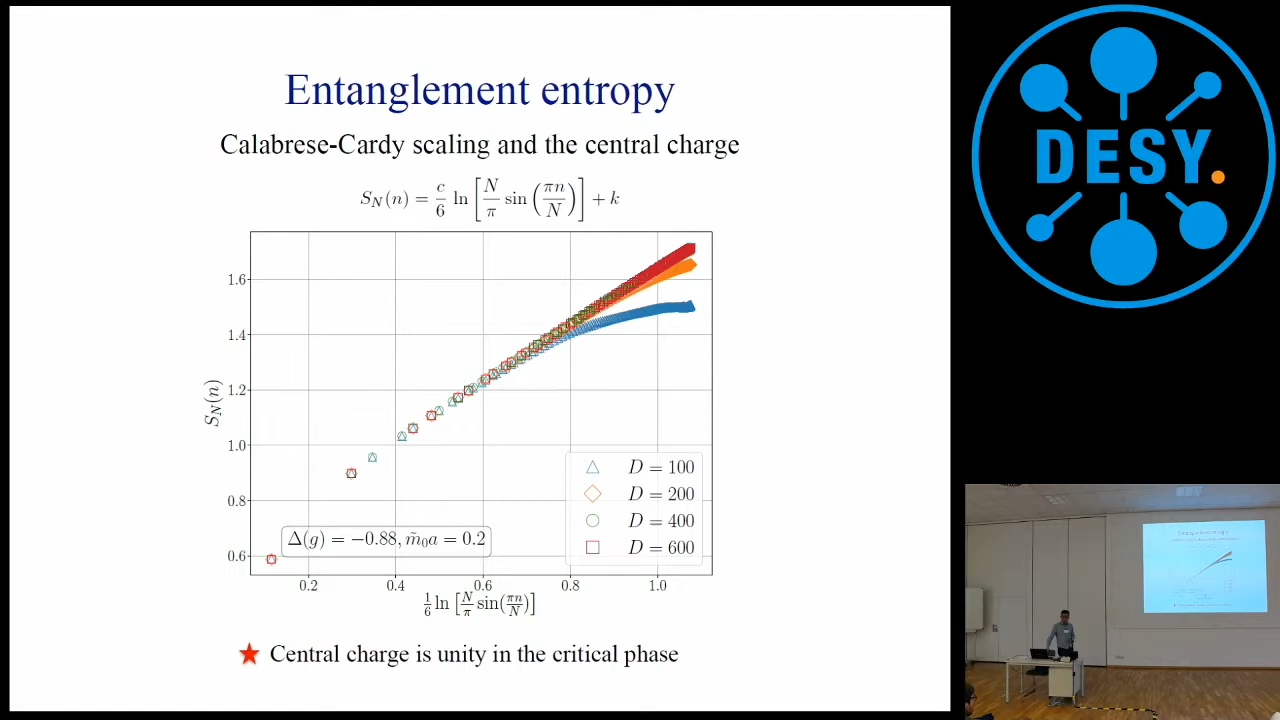 Entanglement entropy
Calabrese-Cardy scaling and the central charge
S_N(n) = c/6 ln [N/π sin (πn/N)] + k
1.6
1.4
1.2
1.0
0.8
0.6
S_N(n)
D = 100
D = 200
D = 400
D = 600
Δ(g) = −0.88, m̃₀a = 0.2
0.2 0.4 0.6 0.8 1.0
1/6 ln [N/π sin(πn/N)]
★ Central charge is unity in the critical phase
DESY.
Entanglement entropy